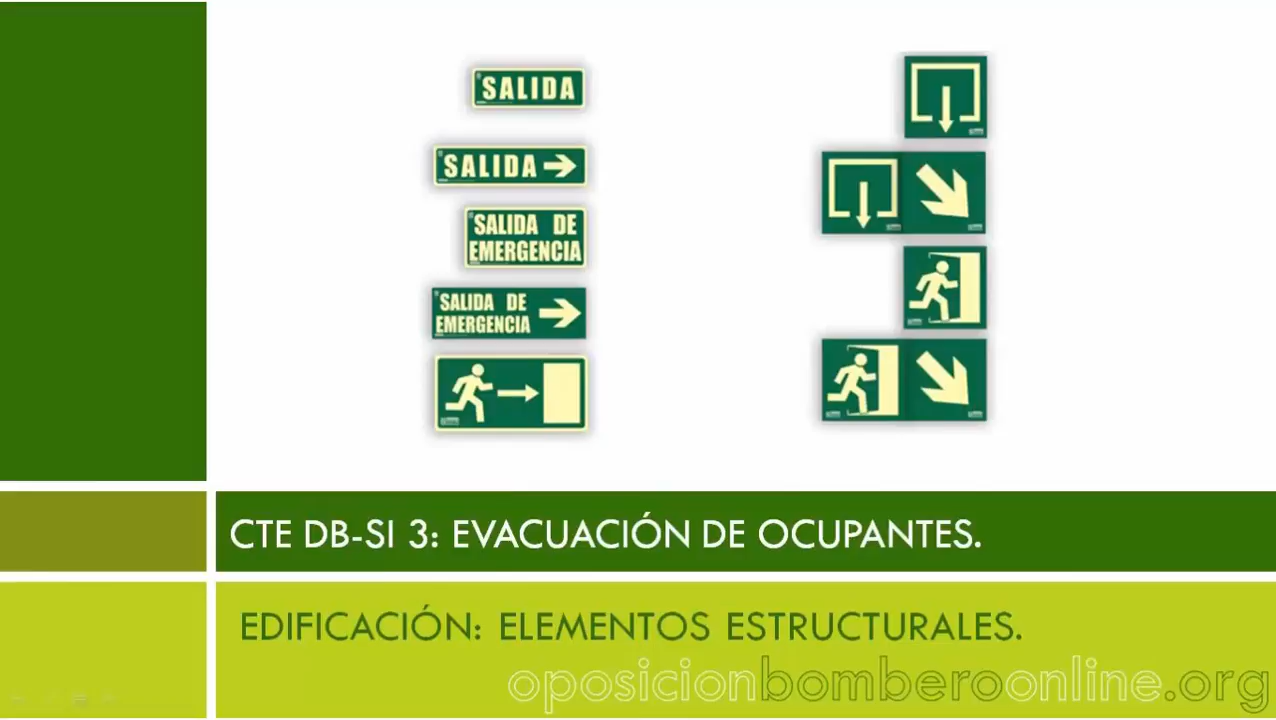 SALIDA
SALIDA
SALIDA DE
EMERGENCIA
SALIDA DE
EMERGENCIA
CTE DB-SI 3: EVACUACIÓN DE OCUPANTES.
EDIFICACIÓN: ELEMENTOS ESTRUCTURALES.
oposicionbomberoonline.org